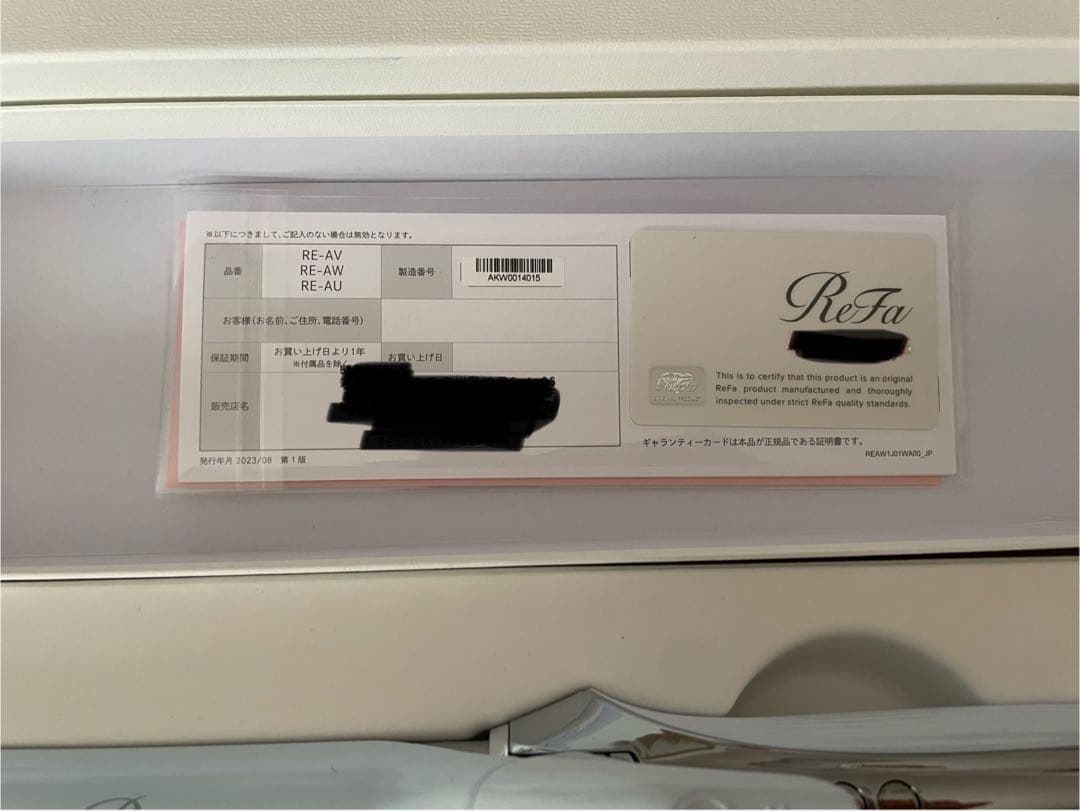 ※以下につきまして、ご記入のない場合は無効となります。
品番
RE-AV
RE-AW
RE-AU
製造番号
AKW0014015
お客様(お名前、ご住所、電話番号)
保証期間
お買い上げ日より1年
※付属品を除く
お買い上げ日
販売店名
発行年月 2023/08 第1版
ReFa
This is to certify that this product is an original
ReFa product manufactured and thoroughly
inspected under strict ReFa quality standards.
ギャランティーカードは本品が正規品である証明書です。
REAW1J01WA00_JP